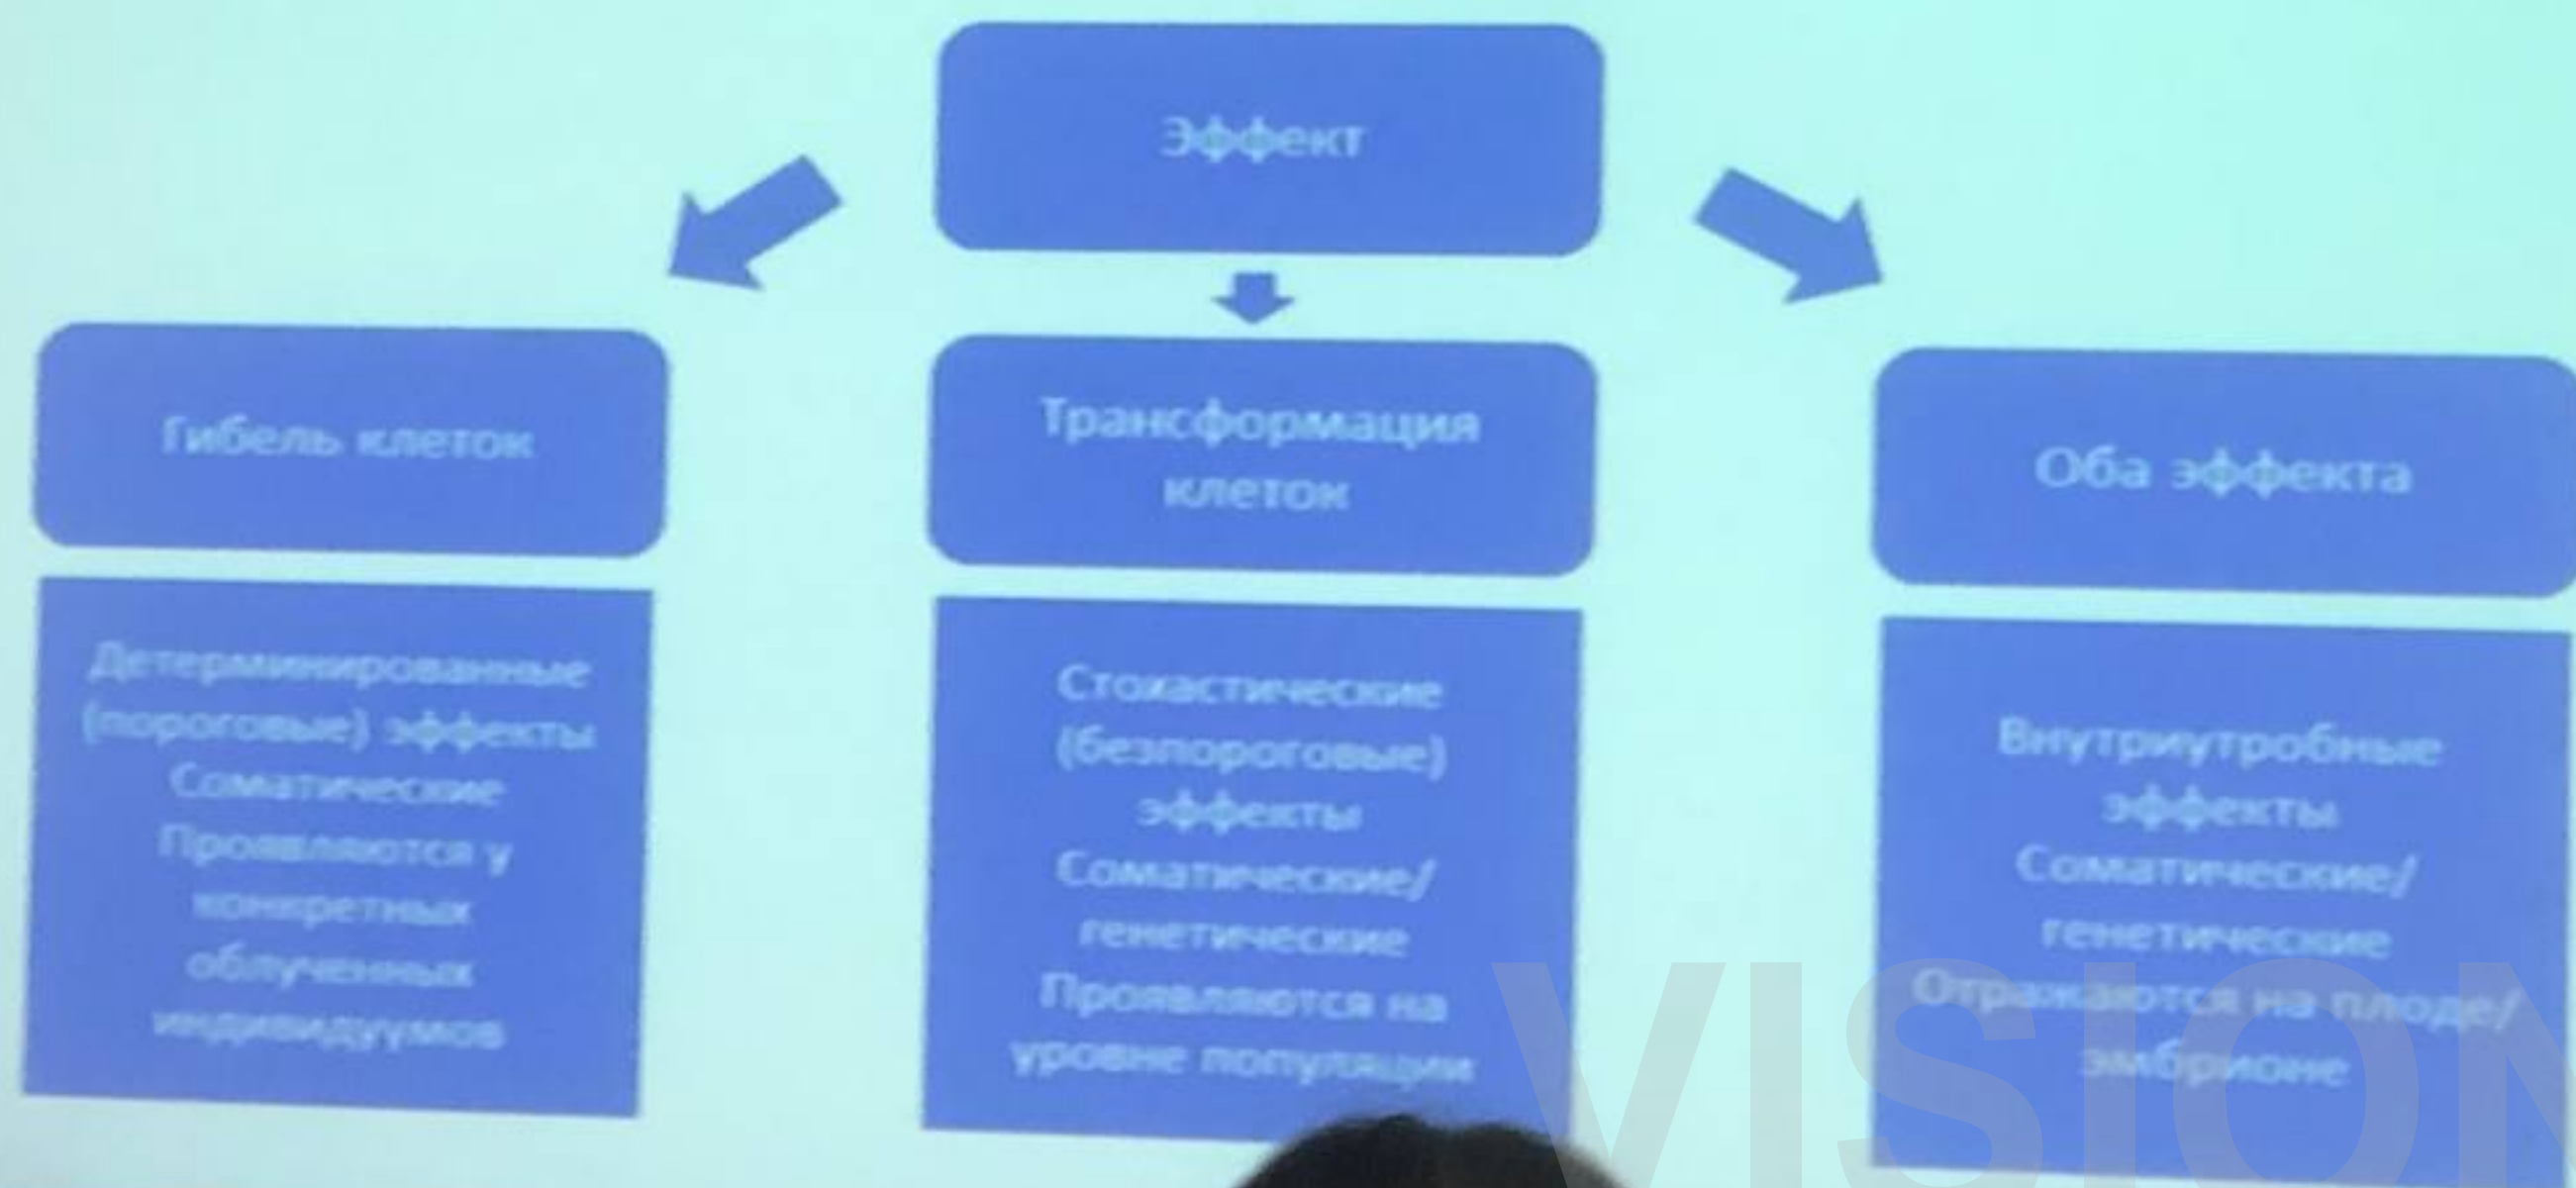 Эффект
Гибель клеток
Трансформация
клеток
Оба эффекта
Детерминированные
(пороговые) эффекты
Соматические
Проявляются у
конкретных
облученных
индивидуумов
Стохастические
(безпороговые)
эффекты
Соматические/
генетические
Проявляются на
уровне популяции
Внутриутробные
эффекты
Соматические/
генетические
Отражаются на плоде/
эмбрионе
VISION